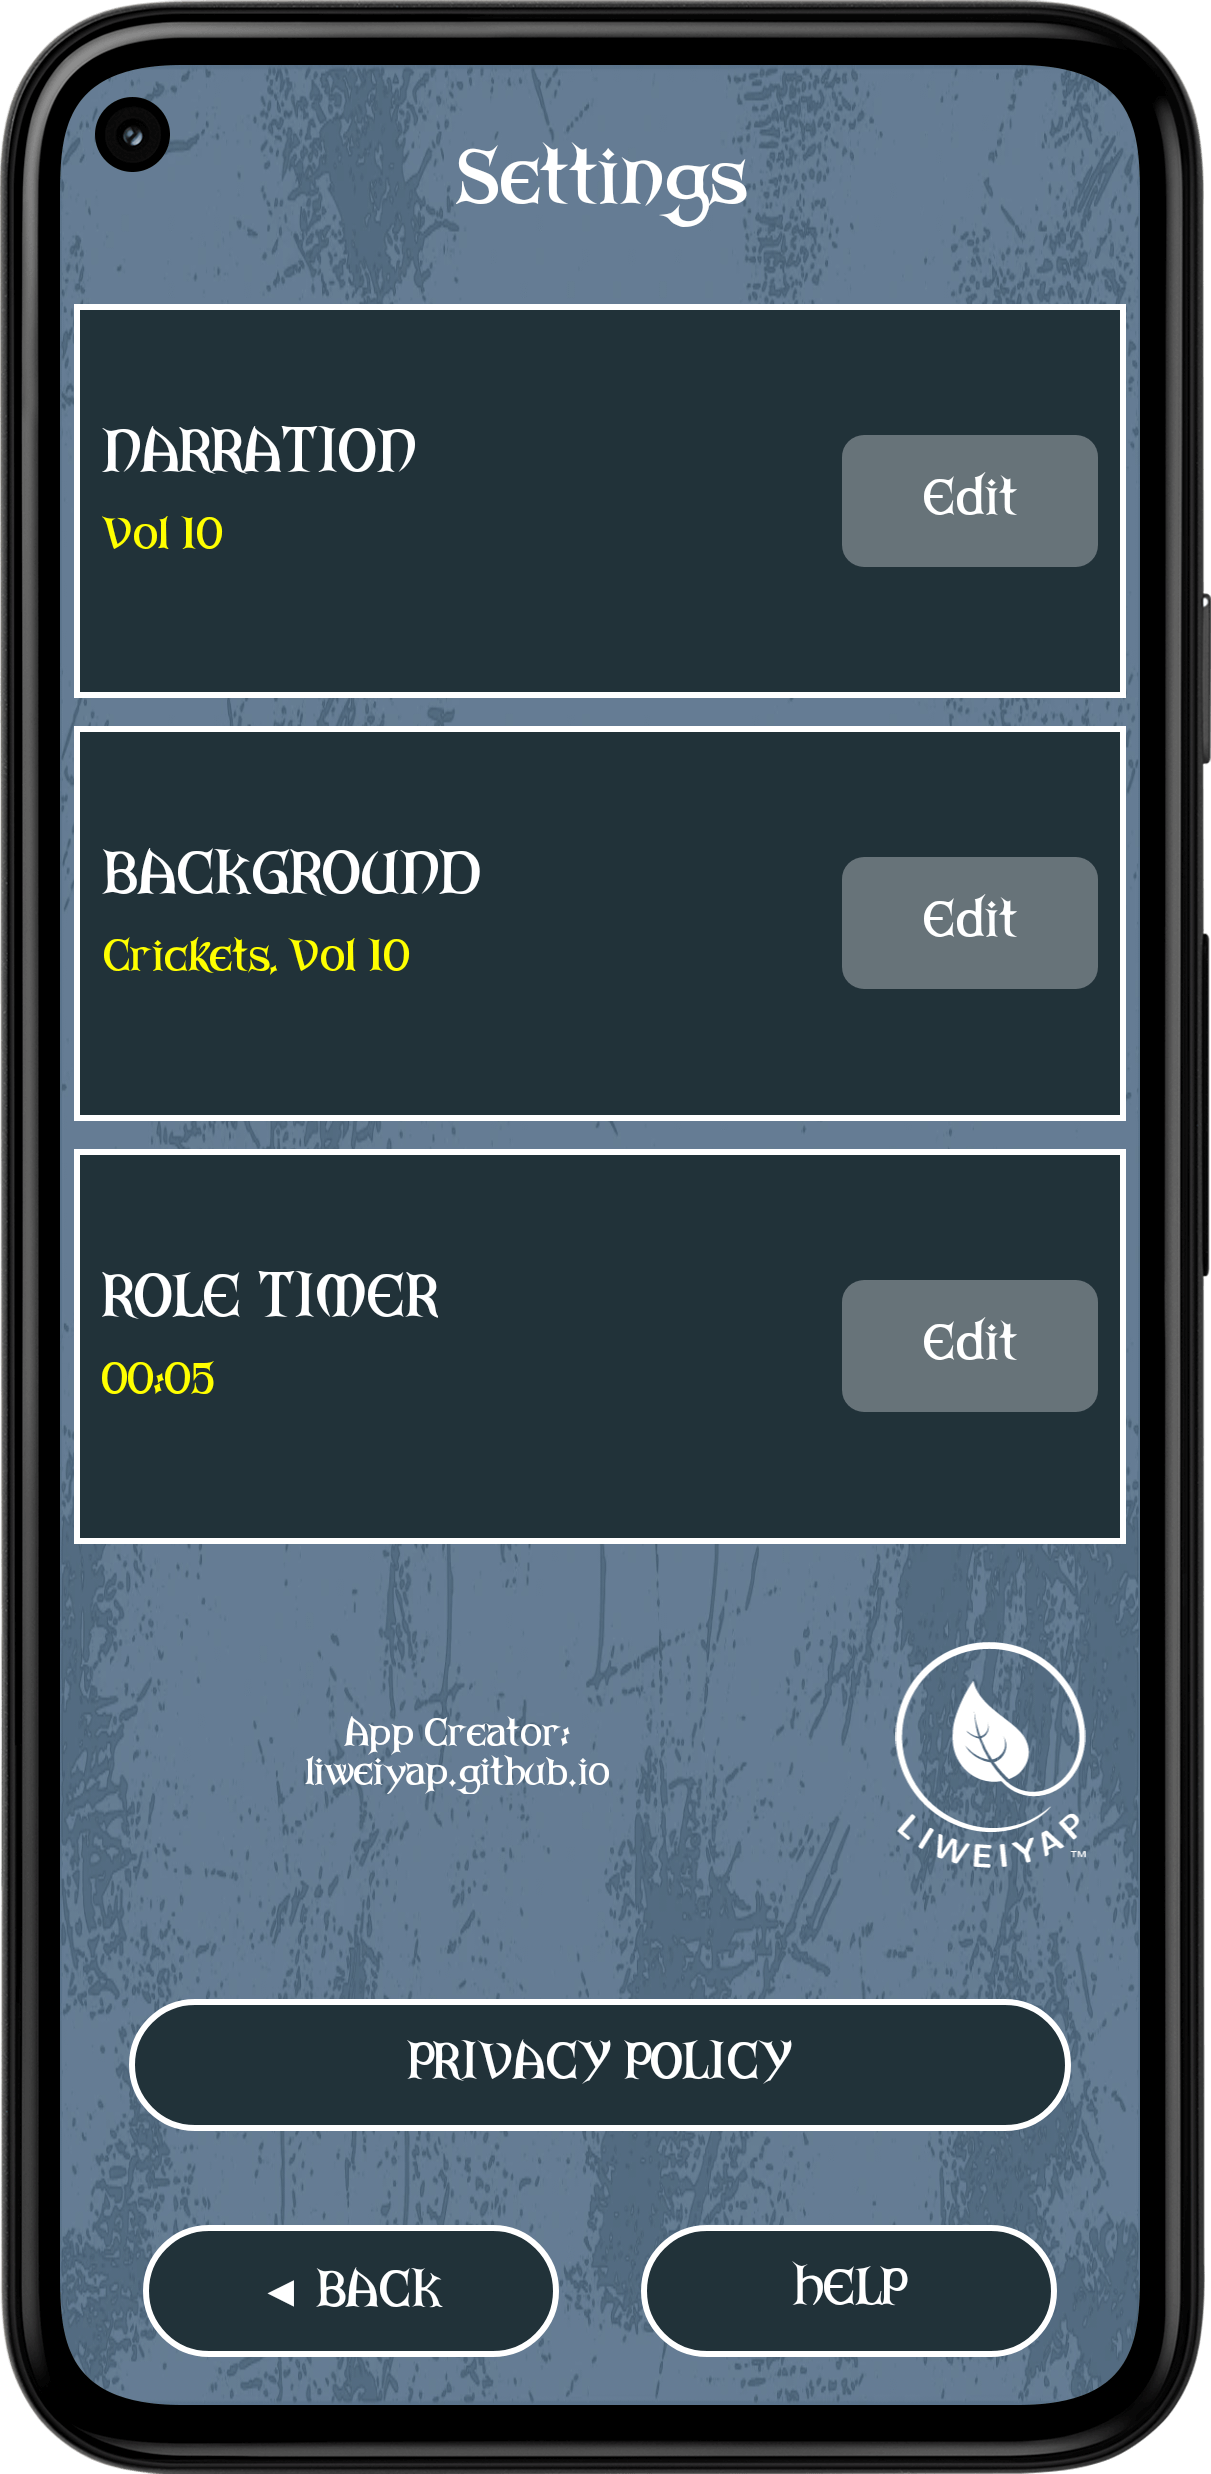 Settings
NARRATION
Vol 10
Edit
BACKGROUND
Crickets, Vol 10
Edit
ROLE TIMER
00:05
Edit
App Creator:
liweiyap.github.io
LIWEIYAP™
PRIVACY POLICY
◄ BACK
HELP